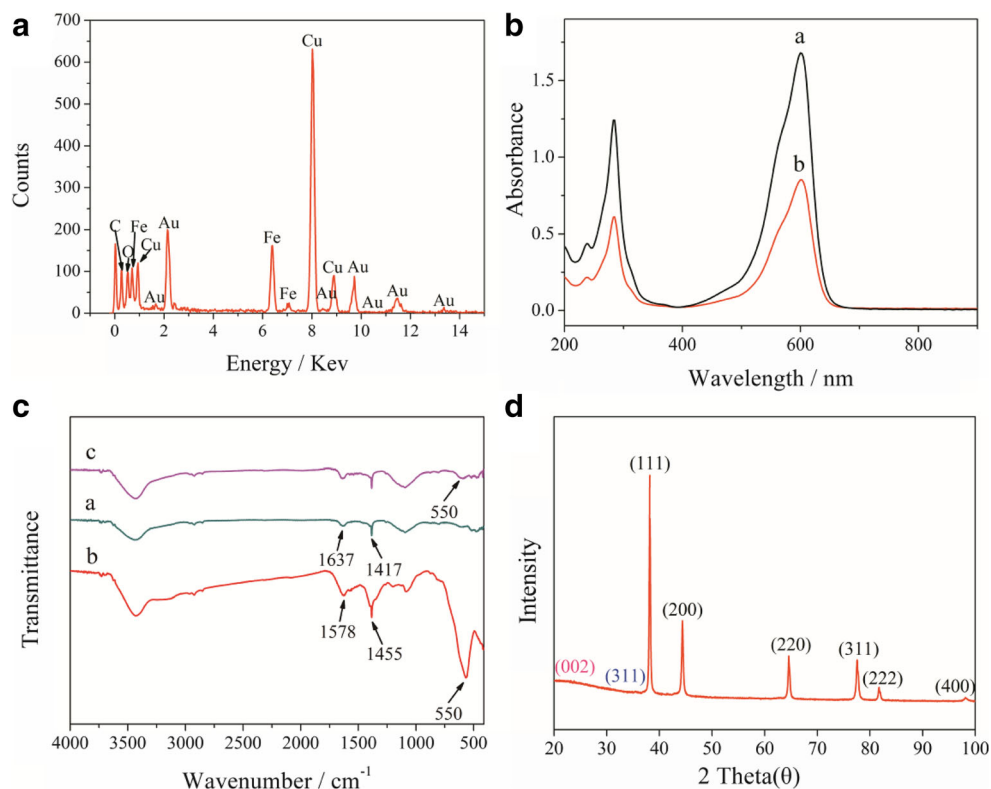 a
700
600
500
400
300
200
100
0
Counts
C
O
Fe
Cu
Au
Au
Fe
Fe
Cu
Au
Cu
Au
Au
Au
Au
0 2 4 6 8 10 12 14
Energy / Kev
b
1.5
1.0
0.5
0.0
Absorbance
a
b
200 400 600 800
Wavelength / nm
c
Transmittance
c
550
a
1637
1417
b
1578
1455
550
4000 3500 3000 2500 2000 1500 1000 500
Wavenumber / cm⁻¹
d
Intensity
(002)
(311)
(111)
(200)
(220)
(311)
(222)
(400)
20 30 40 50 60 70 80 90 100
2 Theta(θ)